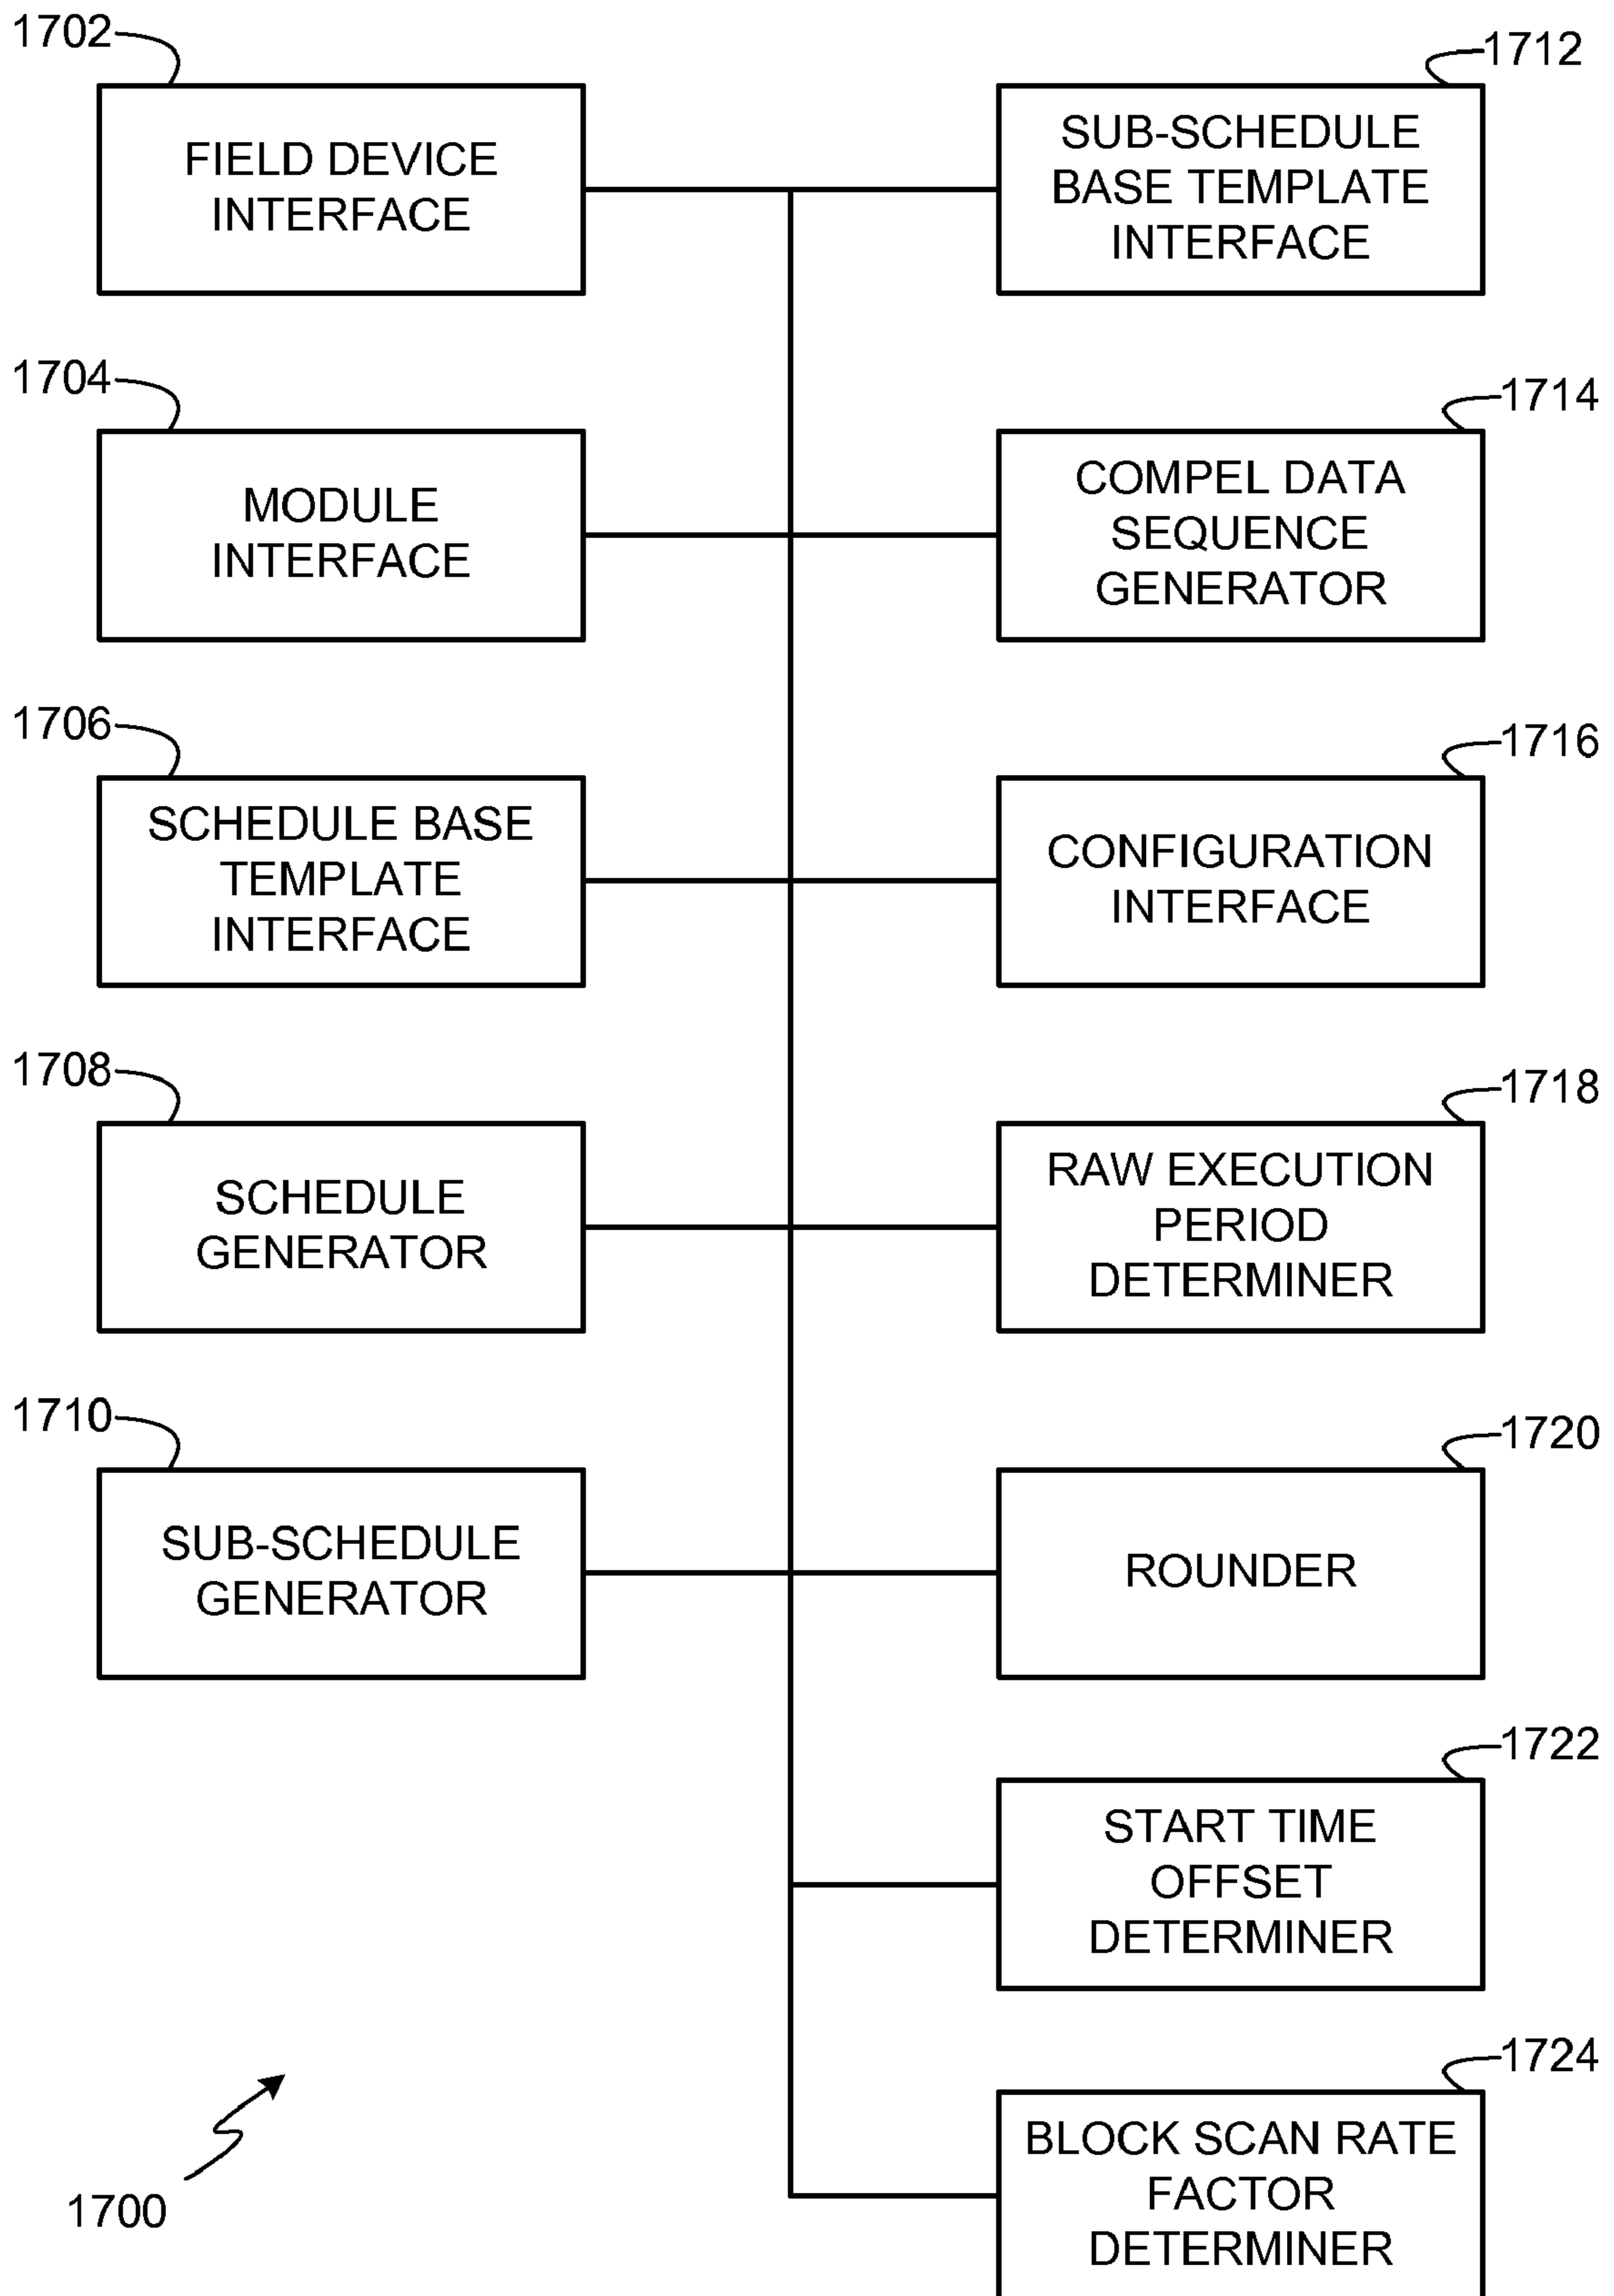 1702
FIELD DEVICE
INTERFACE
1704
MODULE
INTERFACE
1706
SCHEDULE BASE
TEMPLATE
INTERFACE
1708
SCHEDULE
GENERATOR
1710
SUB-SCHEDULE
GENERATOR
1712
SUB-SCHEDULE
BASE TEMPLATE
INTERFACE
1714
COMPEL DATA
SEQUENCE
GENERATOR
1716
CONFIGURATION
INTERFACE
1718
RAW EXECUTION
PERIOD
DETERMINER
1720
ROUNDER
1722
START TIME
OFFSET
DETERMINER
1724
BLOCK SCAN RATE
FACTOR
DETERMINER
1700